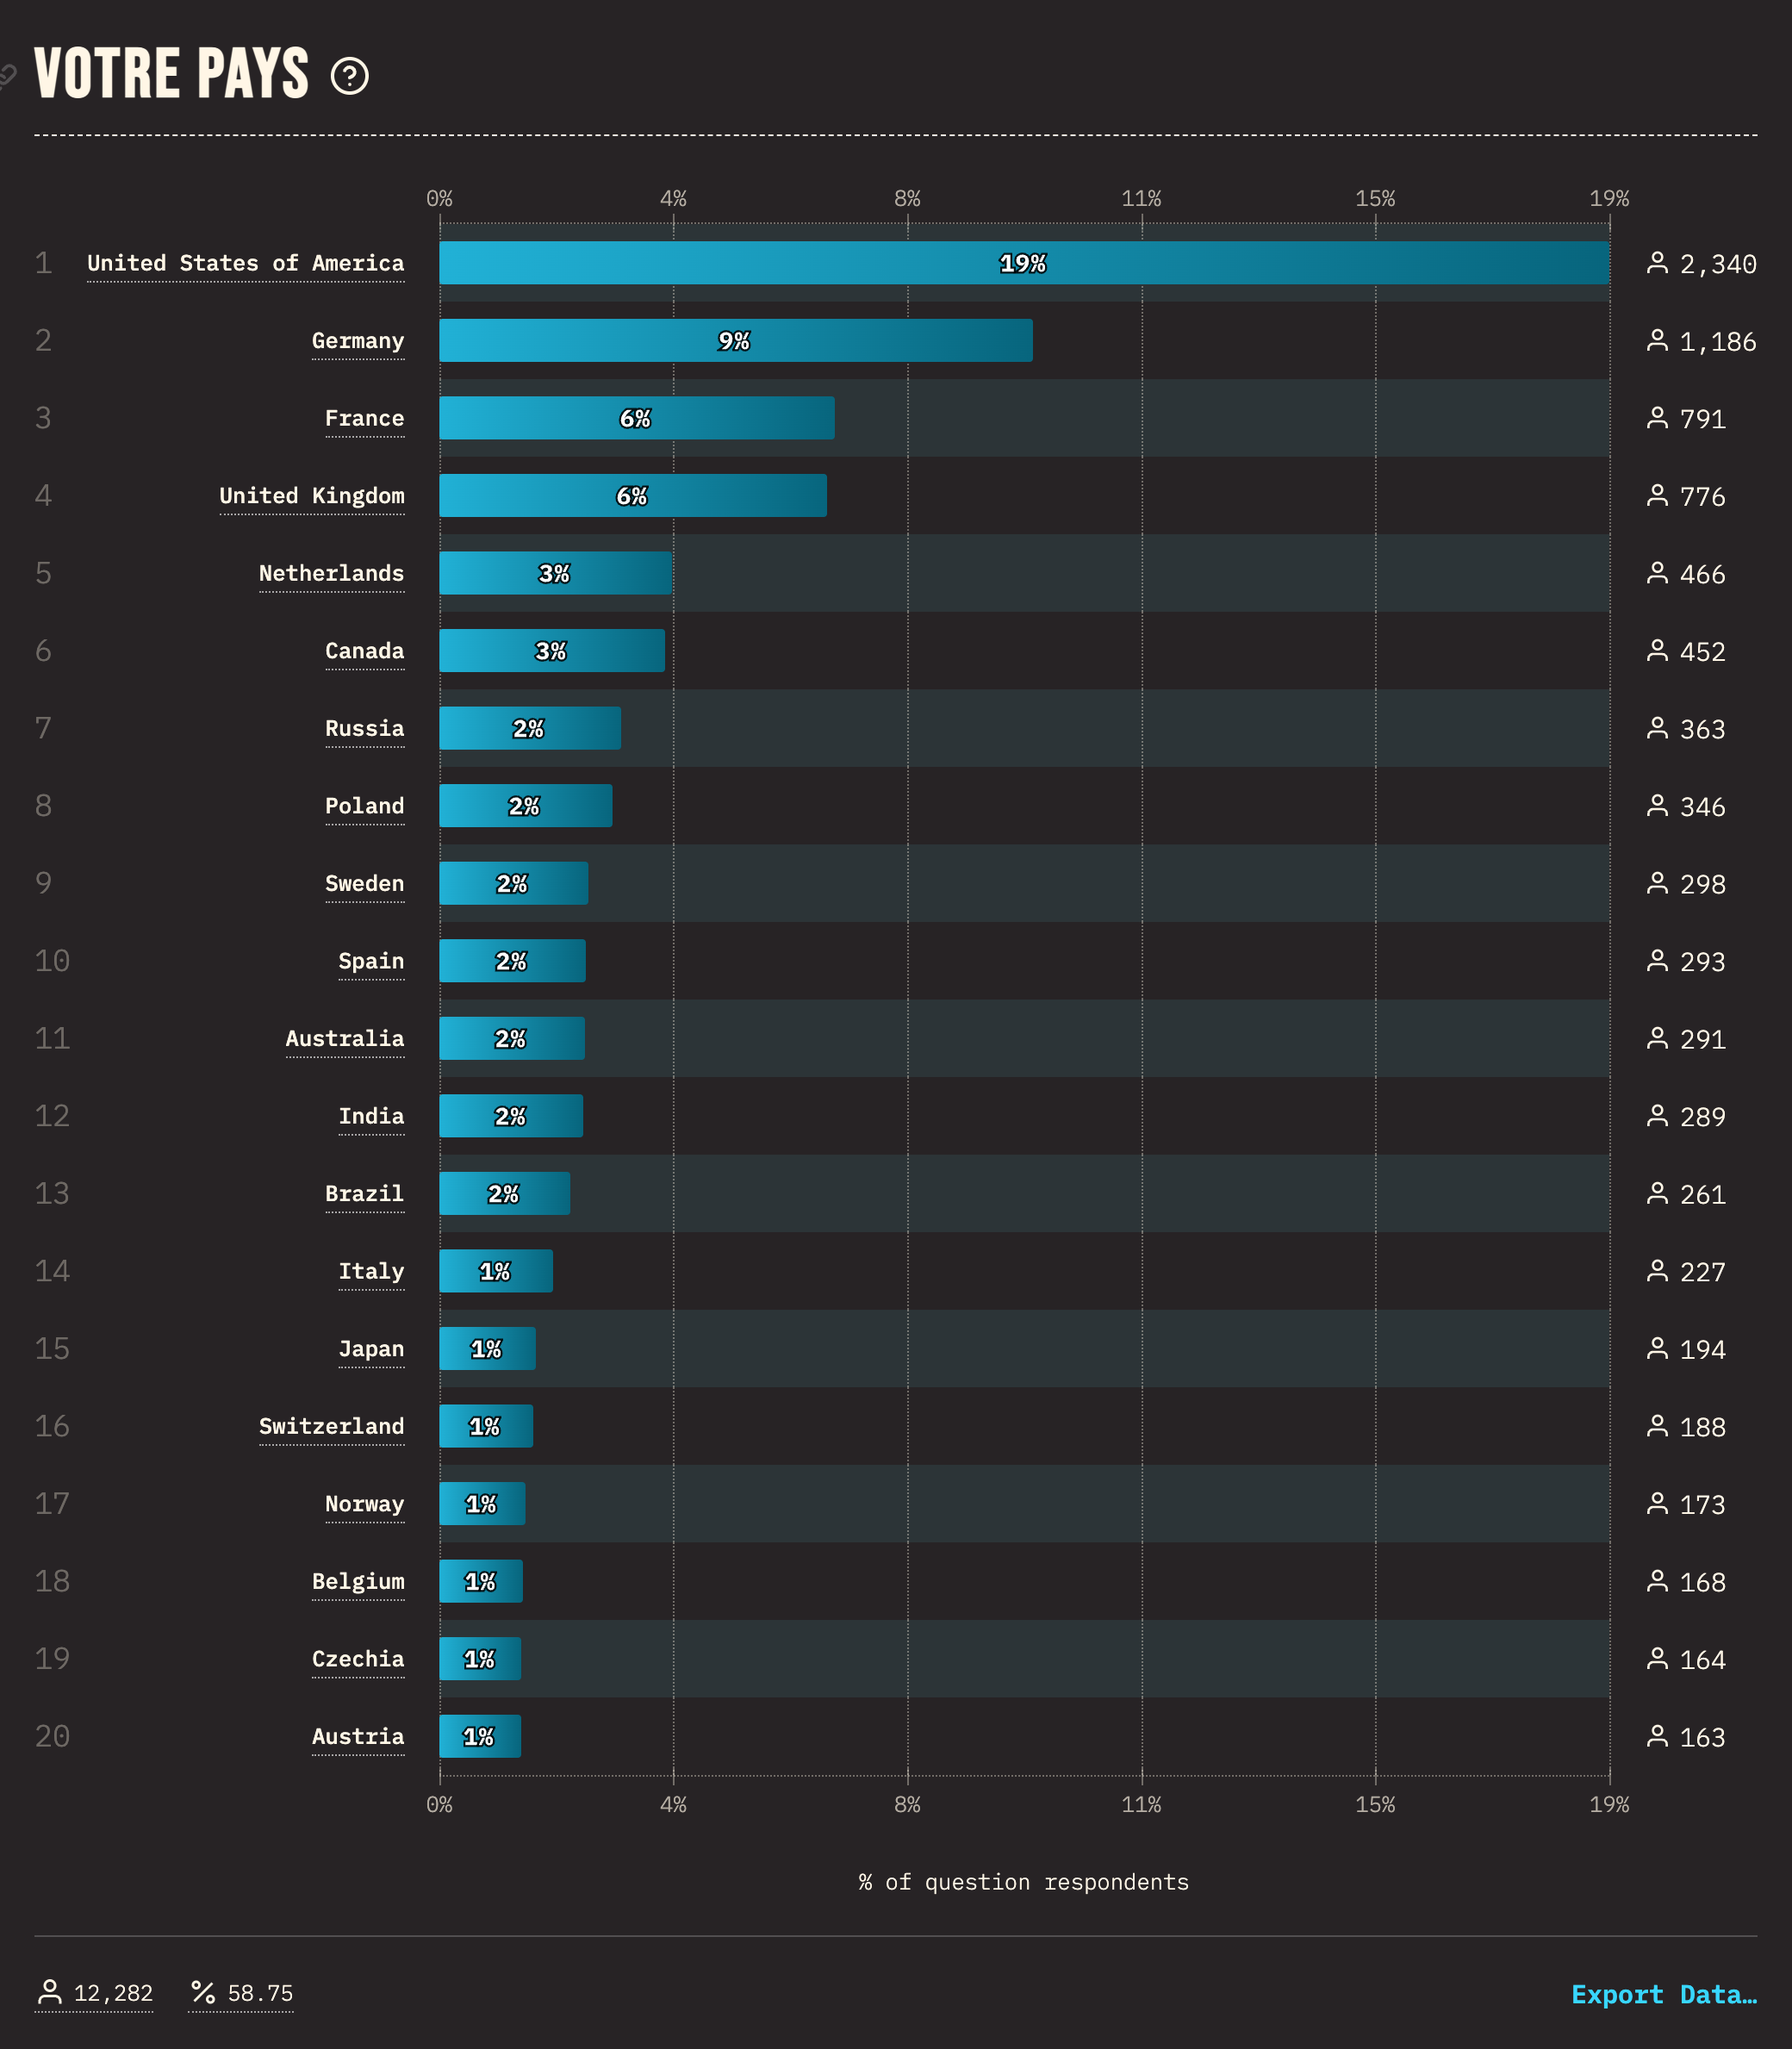 VOTRE PAYS
0% 4% 8% 11% 15% 19%
1 United States of America 19% 2,340
2 Germany 9% 1,186
3 France 6% 791
4 United Kingdom 6% 776
5 Netherlands 3% 466
6 Canada 3% 452
7 Russia 2% 363
8 Poland 2% 346
9 Sweden 2% 298
10 Spain 2% 293
11 Australia 2% 291
12 India 2% 289
13 Brazil 2% 261
14 Italy 1% 227
15 Japan 1% 194
16 Switzerland 1% 188
17 Norway 1% 173
18 Belgium 1% 168
19 Czechia 1% 164
20 Austria 1% 163
0% 4% 8% 11% 15% 19%
% of question respondents
12,282 % 58.75 Export Data…